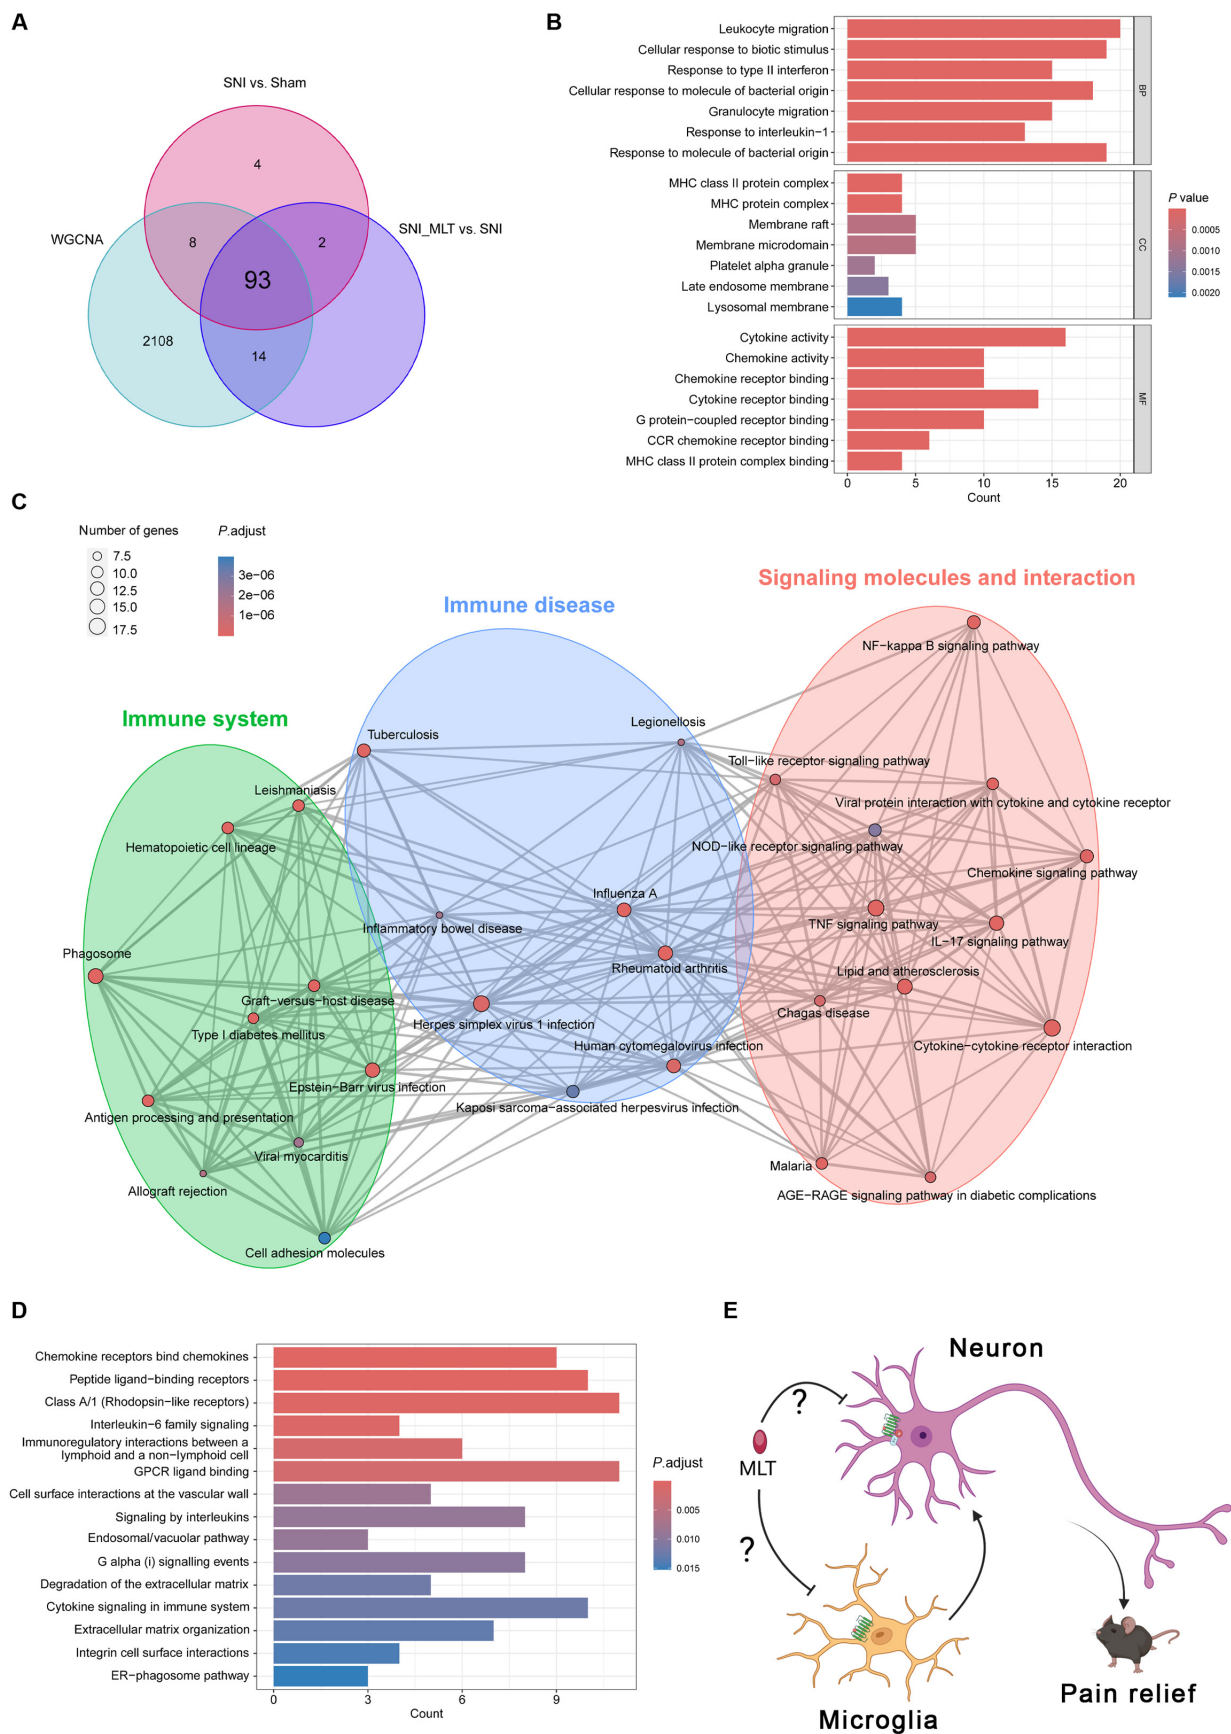 A
SNI vs. Sham
4
WGCNA
8
2
SNI_MLT vs. SNI
93
2108
14
B
Leukocyte migration
Cellular response to biotic stimulus
Response to type II interferon
Cellular response to molecule of bacterial origin
Granulocyte migration
Response to interleukin−1
Response to molecule of bacterial origin
BP
MHC class II protein complex
MHC protein complex
Membrane raft
Membrane microdomain
Platelet alpha granule
Late endosome membrane
Lysosomal membrane
CC
Cytokine activity
Chemokine activity
Chemokine receptor binding
Cytokine receptor binding
G protein−coupled receptor binding
CCR chemokine receptor binding
MHC class II protein complex binding
MF
0 5 10 15 20
Count
P value
0.0005
0.0010
0.0015
0.0020
C
Number of genes
7.5
10.0
12.5
15.0
17.5
P.adjust
3e−06
2e−06
1e−06
Signaling molecules and interaction
Immune disease
Immune system
NF−kappa B signaling pathway
Tuberculosis
Legionellosis
Toll−like receptor signaling pathway
Leishmaniasis
Viral protein interaction with cytokine and cytokine receptor
Hematopoietic cell lineage
NOD−like receptor signaling pathway
Chemokine signaling pathway
Influenza A
Inflammatory bowel disease
TNF signaling pathway
IL−17 signaling pathway
Phagosome
Rheumatoid arthritis
Lipid and atherosclerosis
Graft−versus−host disease
Chagas disease
Type I diabetes mellitus
Herpes simplex virus 1 infection
Human cytomegalovirus infection
Cytokine−cytokine receptor interaction
Epstein−Barr virus infection
Kaposi sarcoma−associated herpesvirus infection
Antigen processing and presentation
Viral myocarditis
Malaria
Allograft rejection
AGE−RAGE signaling pathway in diabetic complications
Cell adhesion molecules
D
Chemokine receptors bind chemokines
Peptide ligand−binding receptors
Class A/1 (Rhodopsin−like receptors)
Interleukin−6 family signaling
Immunoregulatory interactions between a
lymphoid and a non−lymphoid cell
GPCR ligand binding
Cell surface interactions at the vascular wall
Signaling by interleukins
Endosomal/vacuolar pathway
G alpha (i) signalling events
Degradation of the extracellular matrix
Cytokine signaling in immune system
Extracellular matrix organization
Integrin cell surface interactions
ER−phagosome pathway
0 3 6 9
Count
P.adjust
0.005
0.010
0.015
E
Neuron
?
MLT
?
Microglia
Pain relief